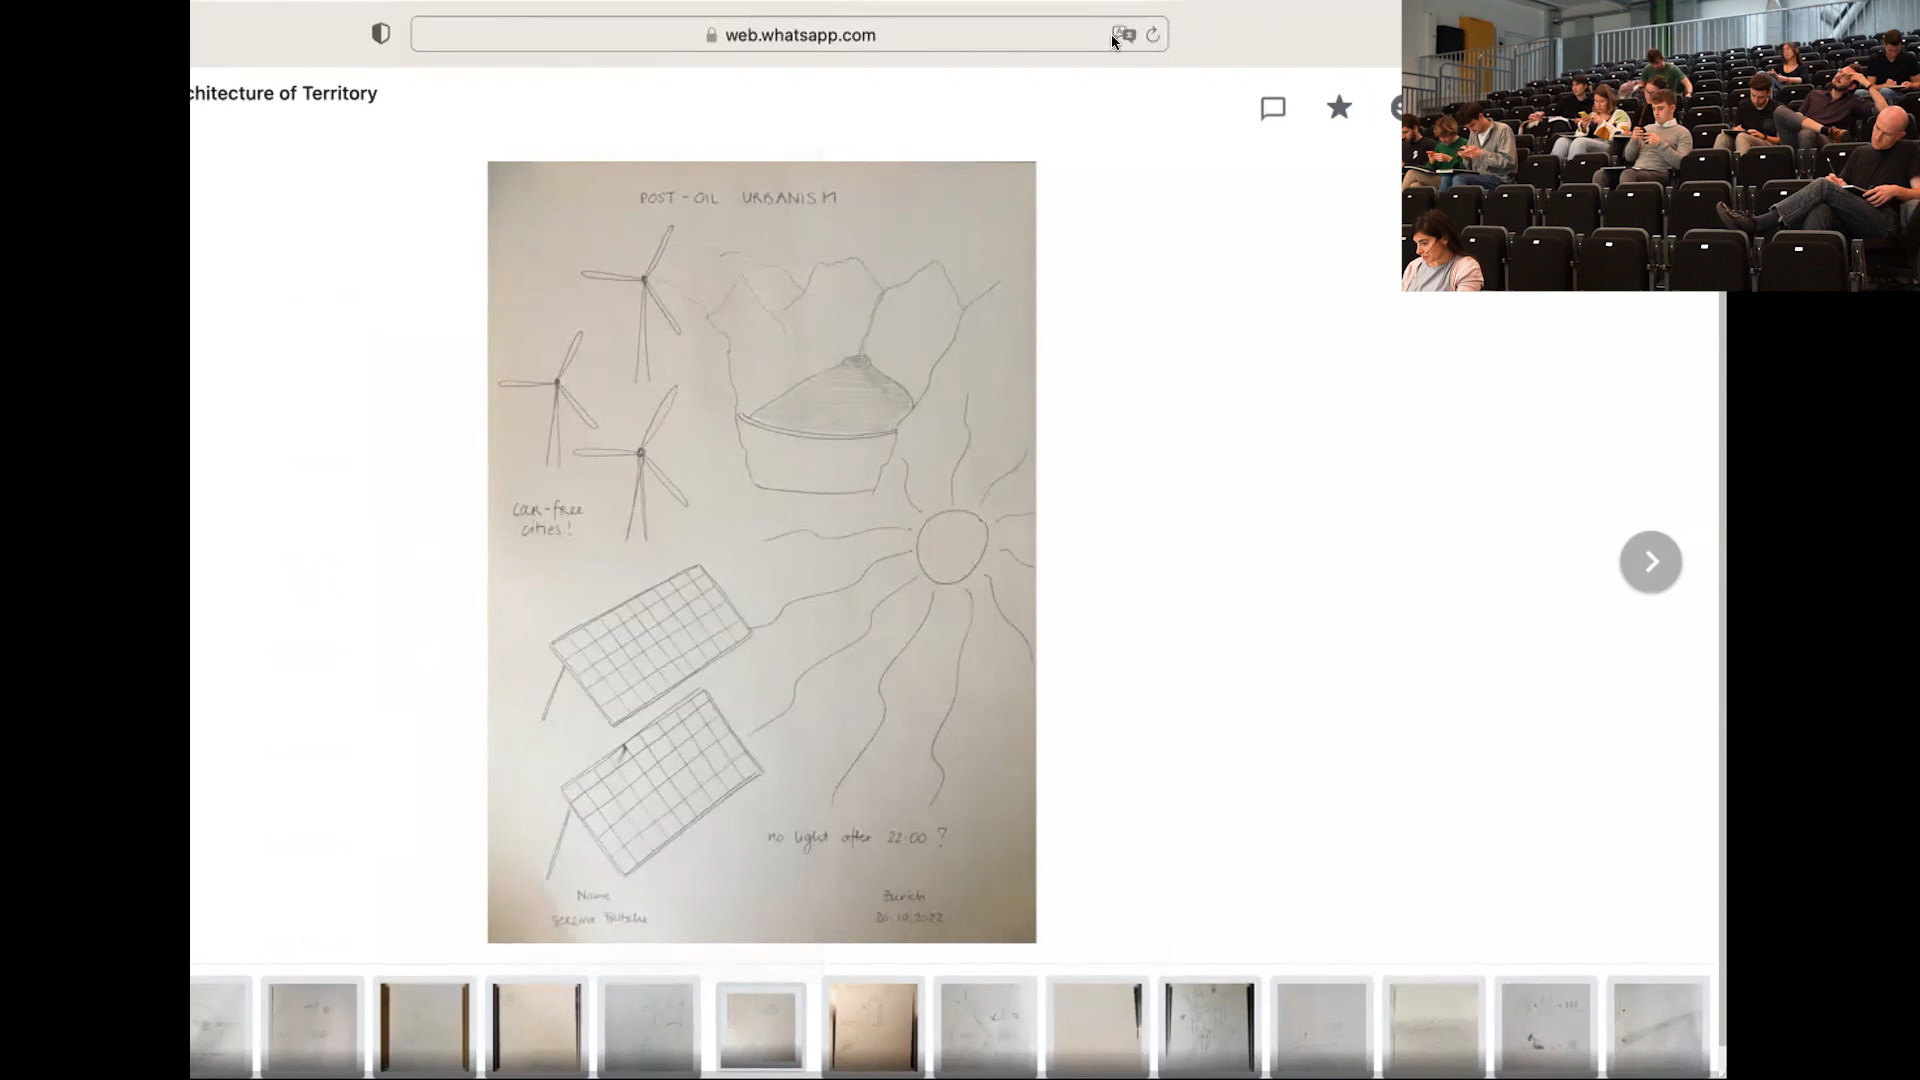 web.whatsapp.com
chitecture of Territory
POST-OIL URBANISM
car-free
cities!
no light after 22:00 ?
Name
Zurich
20.10.2022